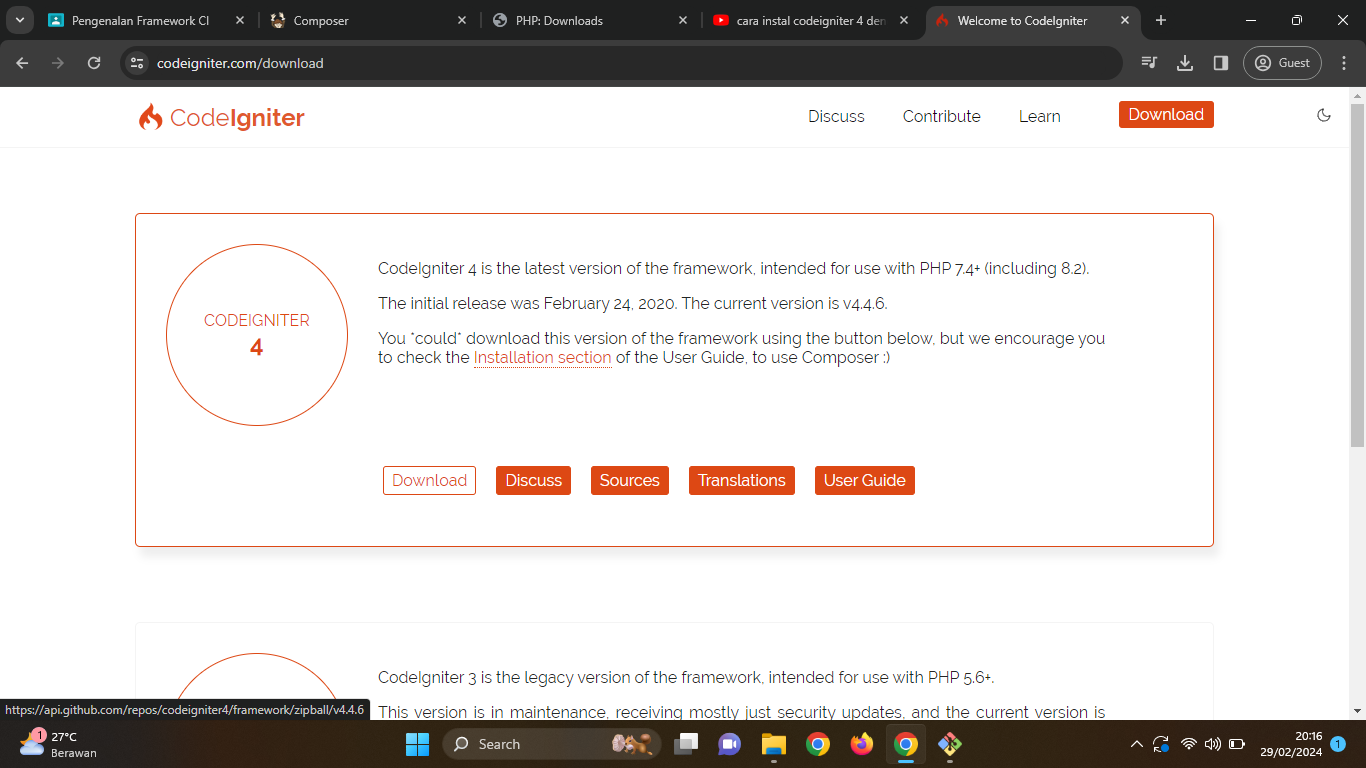 Pengenalan Framework CI
Composer
PHP: Downloads
cara instal codeigniter 4 den
Welcome to CodeIgniter
codeigniter.com/download
Guest
CodeIgniter
Discuss
Contribute
Learn
Download
CODEIGNITER
4
CodeIgniter 4 is the latest version of the framework, intended for use with PHP 7.4+ (including 8.2).
The initial release was February 24, 2020. The current version is v4.4.6.
You *could* download this version of the framework using the button below, but we encourage you
to check the Installation section of the User Guide, to use Composer :)
Download
Discuss
Sources
Translations
User Guide
CodeIgniter 3 is the legacy version of the framework, intended for use with PHP 5.6+.
This version is in maintenance, receiving mostly just security updates, and the current version is
https://api.github.com/repos/codeigniter4/framework/zipball/v4.4.6
1
27°C
Berawan
Search
20:16
29/02/2024
1